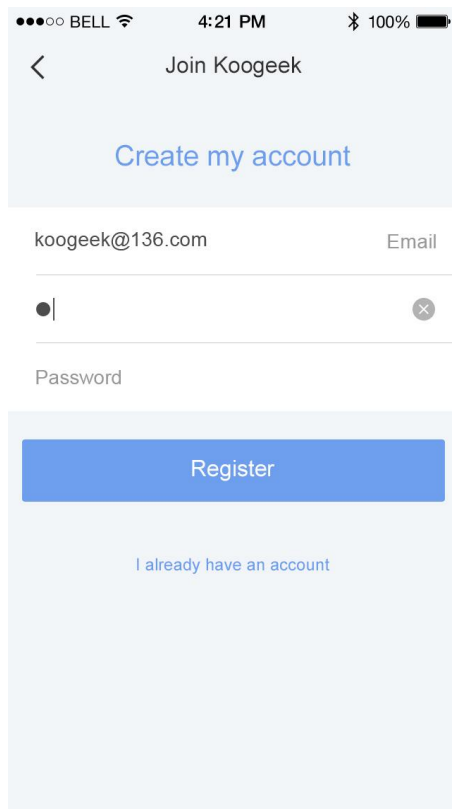 BELL 4:21 PM 100%
Join Koogeek
Create my account
koogeek@136.com Email
Password
Register
I already have an account